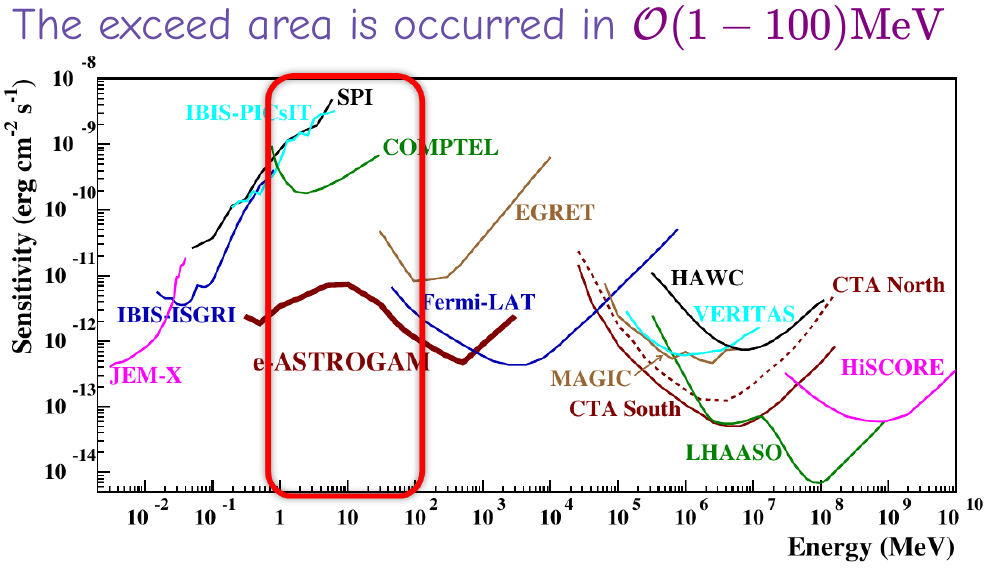 The exceed area is occurred in O(1 − 100)MeV
Sensitivity (erg cm-2 s-1)
10 -8
10 -9
10 -10
10 -11
10 -12
10 -13
10 -14
IBIS-PICsIT
SPI
COMPTEL
EGRET
IBIS-ISGRI
JEM-X
e-ASTROGAM
Fermi-LAT
HAWC
VERITAS
CTA North
MAGIC
CTA South
HiSCORE
LHAASO
10 -2 10 -1 1 10 10 2 10 3 10 4 10 5 10 6 10 7 10 8 10 9 10 10
Energy (MeV)